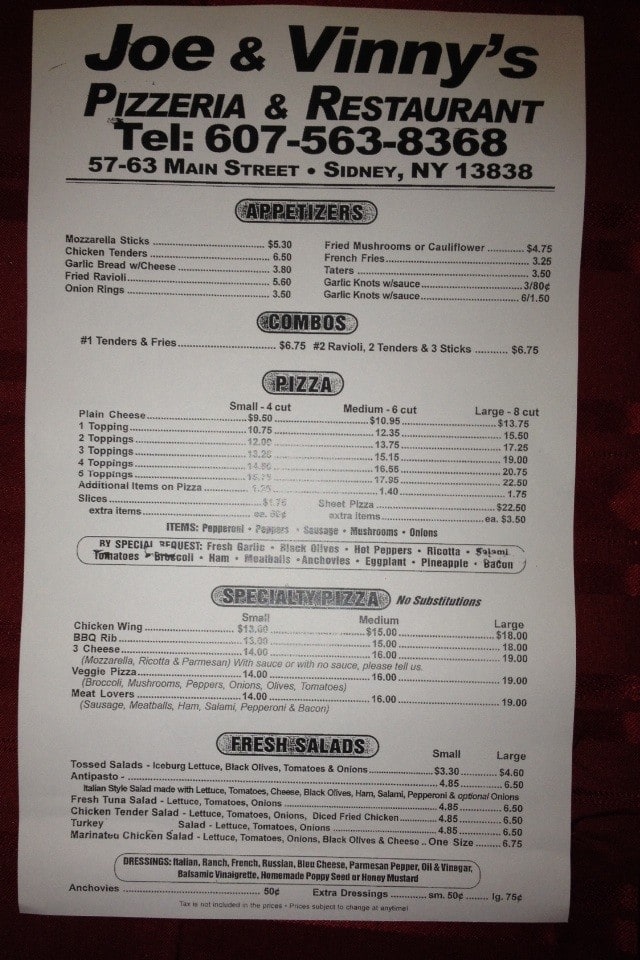 Joe & Vinny's
PIZZERIA & RESTAURANT
Tel: 607-563-8368
57-63 MAIN STREET • SIDNEY, NY 13838
APPETIZERS
Mozzarella Sticks ........ $5.30
Chicken Tenders ........ 6.50
Garlic Bread w/Cheese ........ 3.80
Fried Ravioli ........ 5.60
Onion Rings ........ 3.50
Fried Mushrooms or Cauliflower ........ $4.75
French Fries ........ 3.25
Taters ........ 3.50
Garlic Knots w/sauce ........ 3/80¢
Garlic Knots w/sauce ........ 6/1.50
COMBOS
#1 Tenders & Fries ........ $6.75 #2 Ravioli, 2 Tenders & 3 Sticks ........ $6.75
PIZZA
Small - 4 cut Medium - 6 cut Large - 8 cut
Plain Cheese ........ $9.50 ........ $10.95 ........ $13.75
1 Topping ........ 10.75 ........ 12.35 ........ 15.50
2 Toppings ........ 12.00 ........ 13.75 ........ 17.25
3 Toppings ........ 13.25 ........ 15.15 ........ 19.00
4 Toppings ........ ........ 16.55 ........ 20.75
5 Toppings ........ 15.75 ........ 17.95 ........ 22.50
Additional Items on Pizza ........ 1.25 ........ 1.40 ........ 1.75
Slices ........ $1.75 Sheet Pizza ........ $22.50
extra items ........ ea. extra items ........ ea. $3.50
ITEMS: Pepperoni • Peppers • Sausage • Mushrooms • Onions
BY SPECIAL REQUEST: Fresh Garlic • Black Olives • Hot Peppers • Ricotta • Salami
Tomatoes • Broccoli • Ham • Meatballs • Anchovies • Eggplant • Pineapple • Bacon
SPECIALTY PIZZA No Substitutions
Small Medium Large
Chicken Wing ........ $13.00 ........ $15.00 ........ $18.00
BBQ Rib ........ 13.00 ........ 15.00 ........ 18.00
3 Cheese ........ 14.00 ........ 16.00 ........ 19.00
(Mozzarella, Ricotta & Parmesan) With sauce or with no sauce, please tell us.
Veggie Pizza ........ 14.00 ........ 16.00 ........ 19.00
(Broccoli, Mushrooms, Peppers, Onions, Olives, Tomatoes)
Meat Lovers ........ 14.00 ........ 16.00 ........ 19.00
(Sausage, Meatballs, Ham, Salami, Pepperoni & Bacon)
FRESH SALADS
Small Large
Tossed Salads - Iceburg Lettuce, Black Olives, Tomatoes & Onions ........ $3.30 ........ $4.60
Antipasto - ........ 4.85 ........ 6.50
Italian Style Salad made with Lettuce, Tomatoes, Cheese, Black Olives, Ham, Salami, Pepperoni & optional Onions
Fresh Tuna Salad - Lettuce, Tomatoes, Onions ........ 4.85 ........ 6.50
Chicken Tender Salad - Lettuce, Tomatoes, Onions, Diced Fried Chicken ........ 4.85 ........ 6.50
Turkey Salad - Lettuce, Tomatoes, Onions ........ 4.85 ........ 6.50
Marinated Chicken Salad - Lettuce, Tomatoes, Onions, Black Olives & Cheese .. One Size ........ 6.75
DRESSINGS: Italian, Ranch, French, Russian, Bleu Cheese, Parmesan Pepper, Oil & Vinegar,
Balsamic Vinaigrette, Homemade Poppy Seed or Honey Mustard
Anchovies ........ 50¢ Extra Dressings ........ sm. 50¢ ........ lg. 75¢
Tax is not included in the prices • Prices subject to change at anytime!